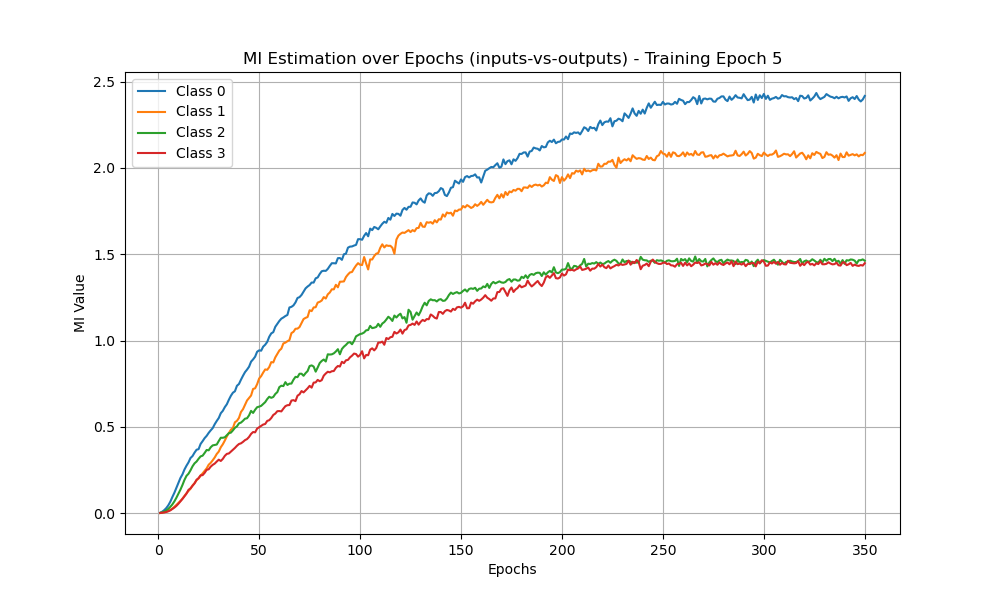 MI Estimation over Epochs (inputs-vs-outputs) - Training Epoch 5
Class 0
Class 1
Class 2
Class 3
2.5
2.0
1.5
1.0
0.5
0.0
MI Value
0 50 100 150 200 250 300 350
Epochs